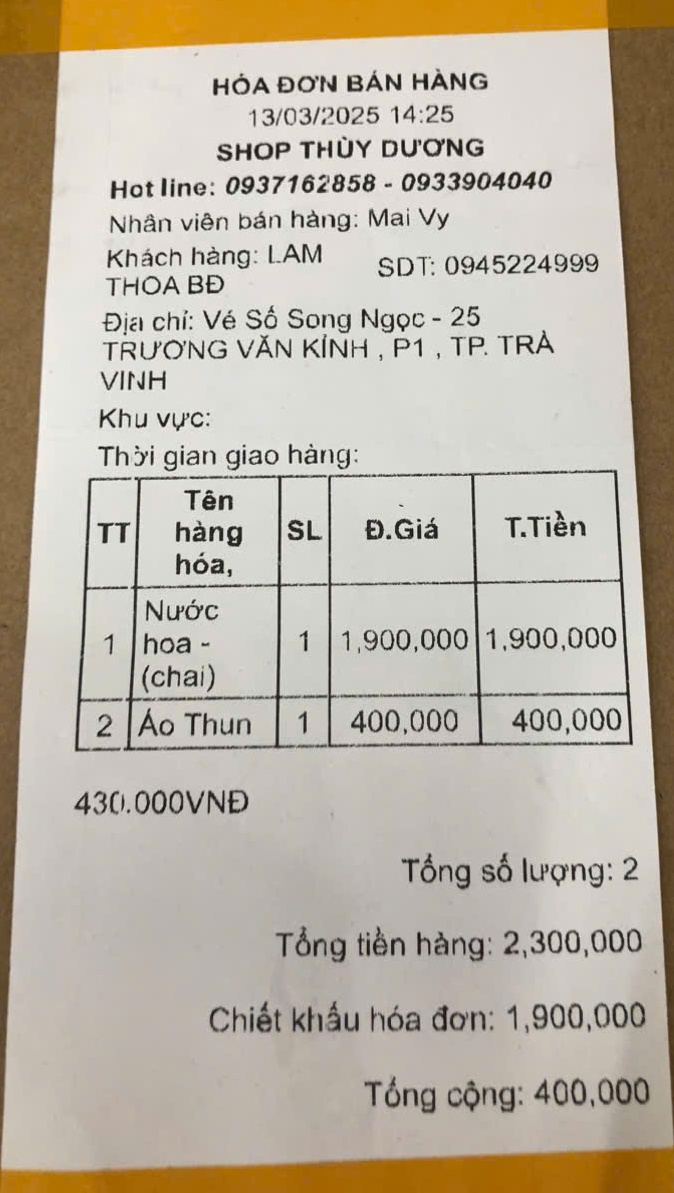 HÓA ĐƠN BÁN HÀNG
13/03/2025 14:25
SHOP THÙY DƯƠNG
Hot line: 0937162858 - 0933904040
Nhân viên bán hàng: Mai Vy
Khách hàng: LAM THOA BĐ
SDT: 0945224999
Địa chỉ: Vé Số Song Ngọc - 25
TRƯƠNG VĂN KỈNH , P1 , TP. TRÀ
VINH
Khu vực:
Thời gian giao hàng:
TT Tên hàng hóa, SL Đ.Giá T.Tiền
1 Nước hoa - (chai) 1 1,900,000 1,900,000
2 Áo Thun 1 400,000 400,000
430.000VNĐ
Tổng số lượng: 2
Tổng tiền hàng: 2,300,000
Chiết khấu hóa đơn: 1,900,000
Tổng cộng: 400,000